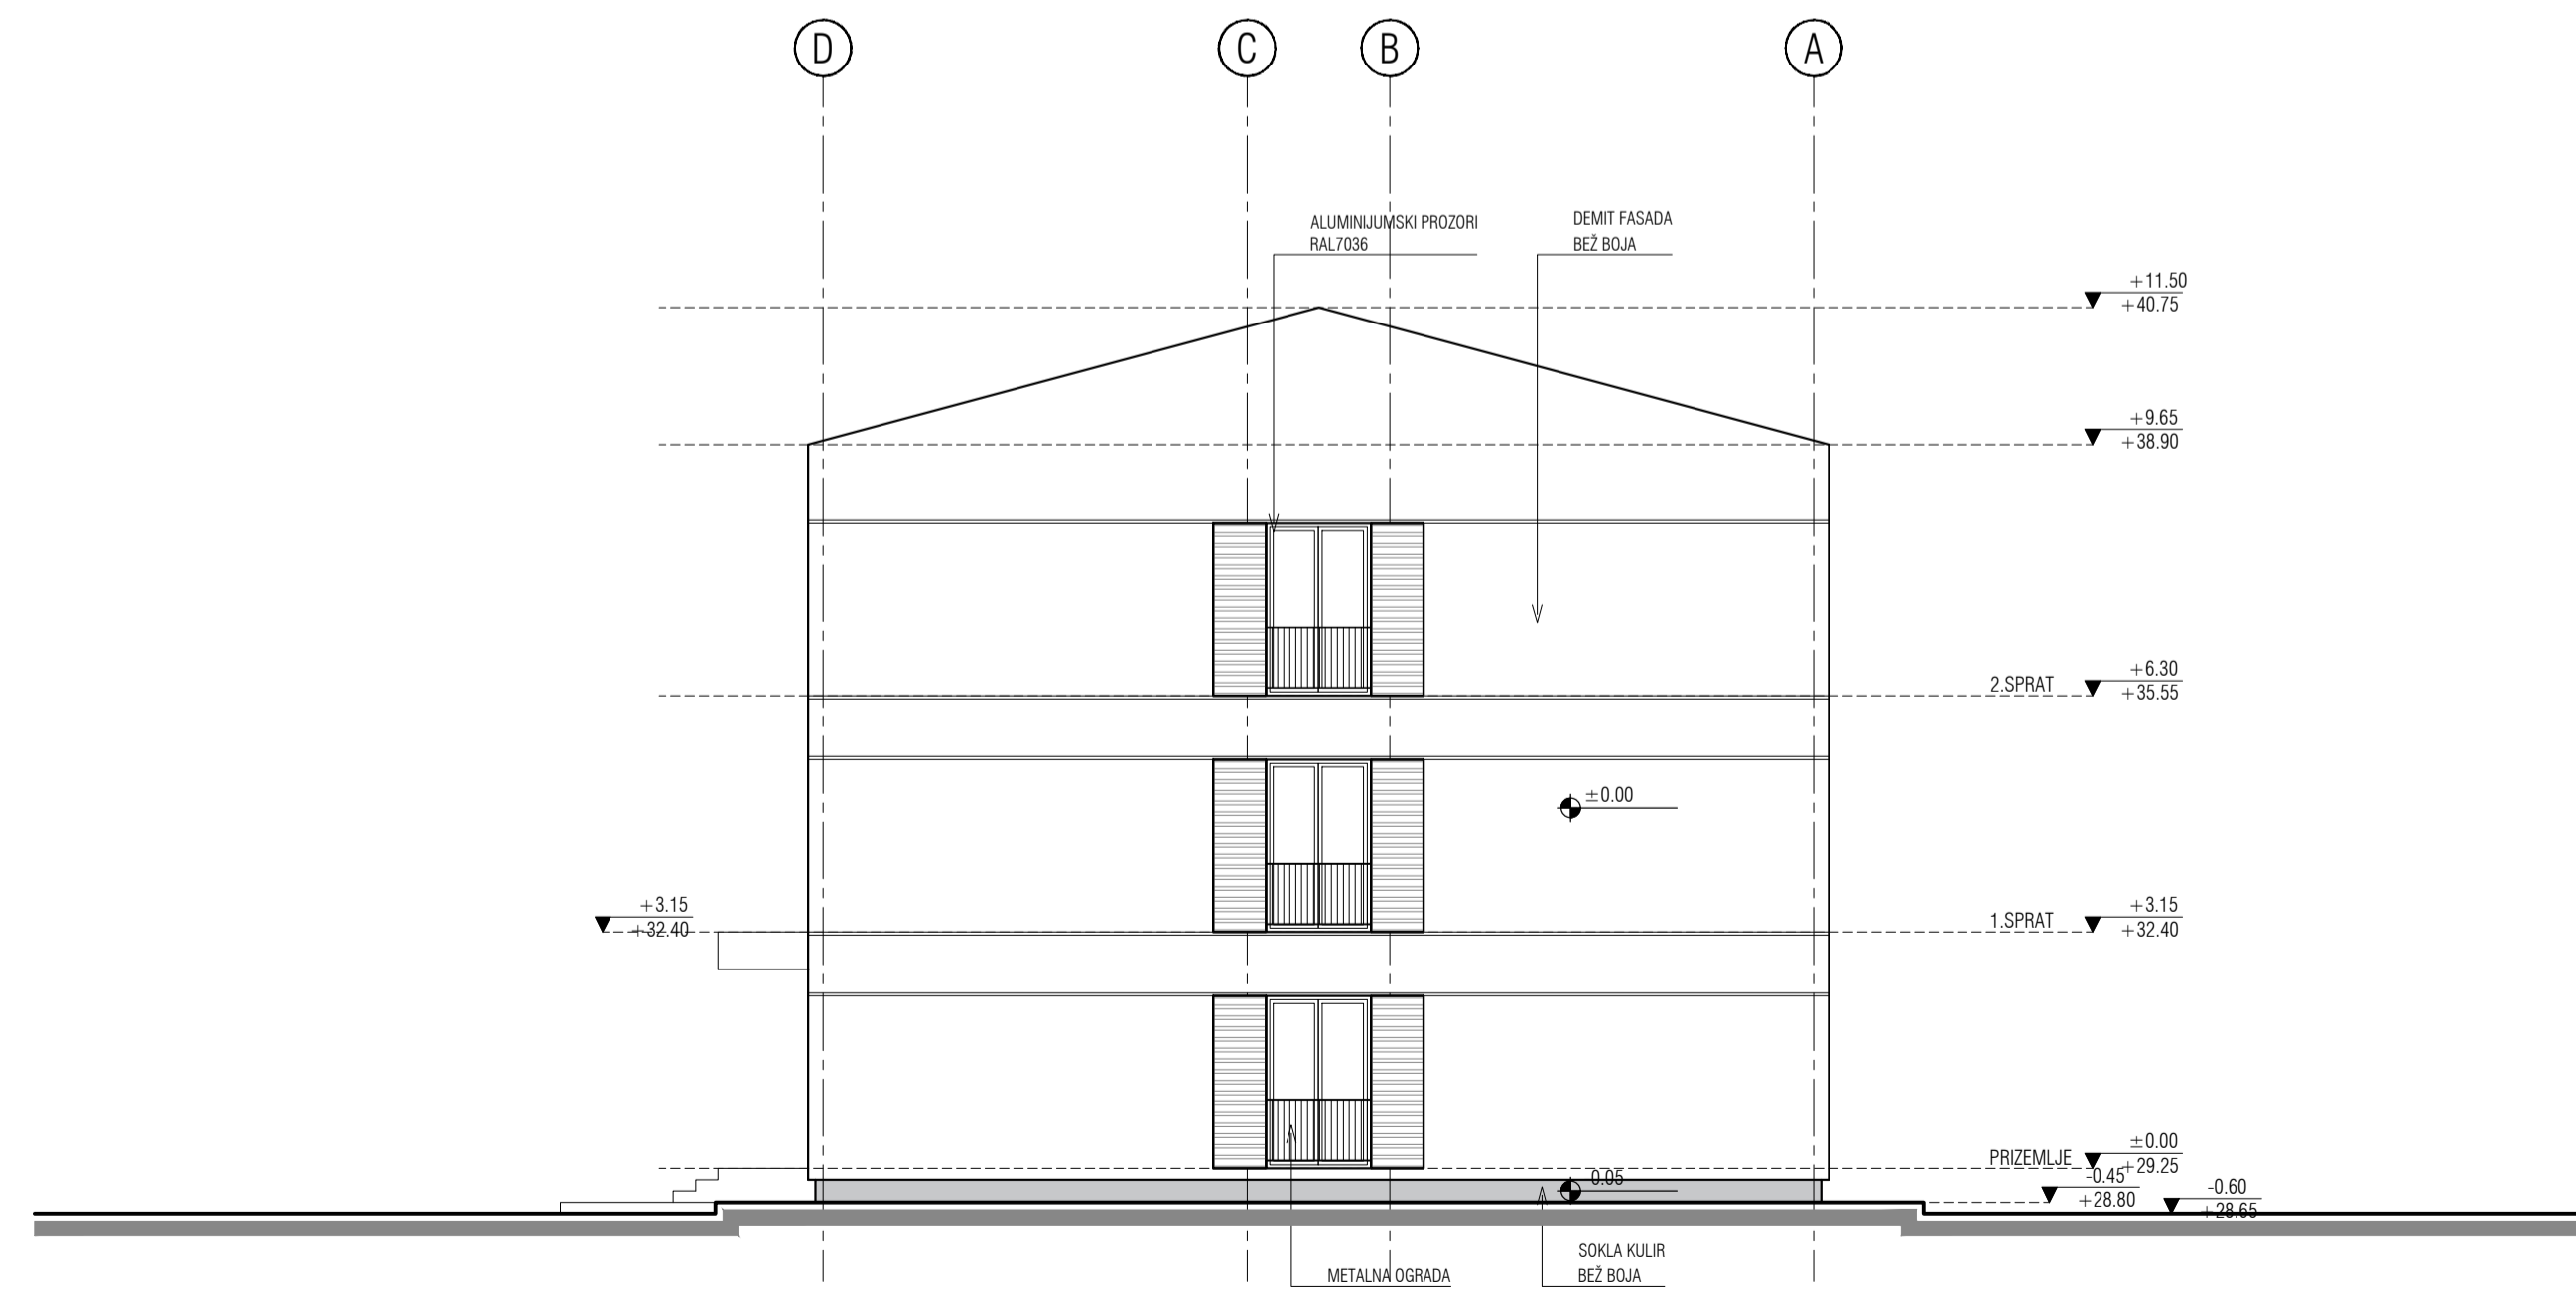 D
C
B
A
ALUMINIJUMSKI PROZORI
RAL7036
DEMIT FASADA
BEŽ BOJA
+11.50
+40.75
+9.65
+38.90
2.SPRAT
+6.30
+35.55
±0.00
+3.15
+32.40
1.SPRAT
+3.15
+32.40
PRIZEMLJE
±0.00
+29.25
-0.45
+28.80
-0.60
+28.65
0.05
METALNA OGRADA
SOKLA KULIR
BEŽ BOJA